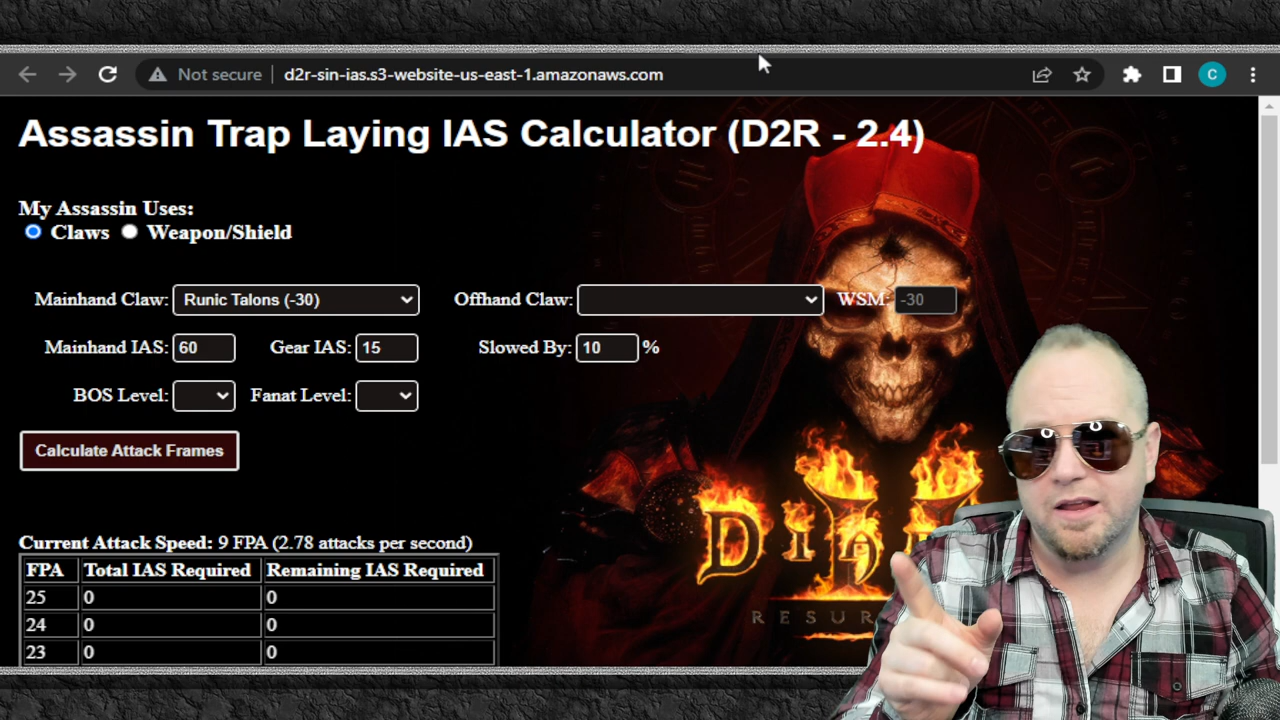 Not secure d2r-sin-ias.s3-website-us-east-1.amazonaws.com C
Assassin Trap Laying IAS Calculator (D2R - 2.4)
My Assassin Uses:
Claws Weapon/Shield
Mainhand Claw: Runic Talons (-30) Offhand Claw: WSM: -30
Mainhand IAS: 60 Gear IAS: 15 Slowed By: 10 %
BOS Level: Fanat Level:
Calculate Attack Frames
DIA
II
RESUR
Current Attack Speed: 9 FPA (2.78 attacks per second)
FPA Total IAS Required Remaining IAS Required
25 0 0
24 0 0
23 0 0